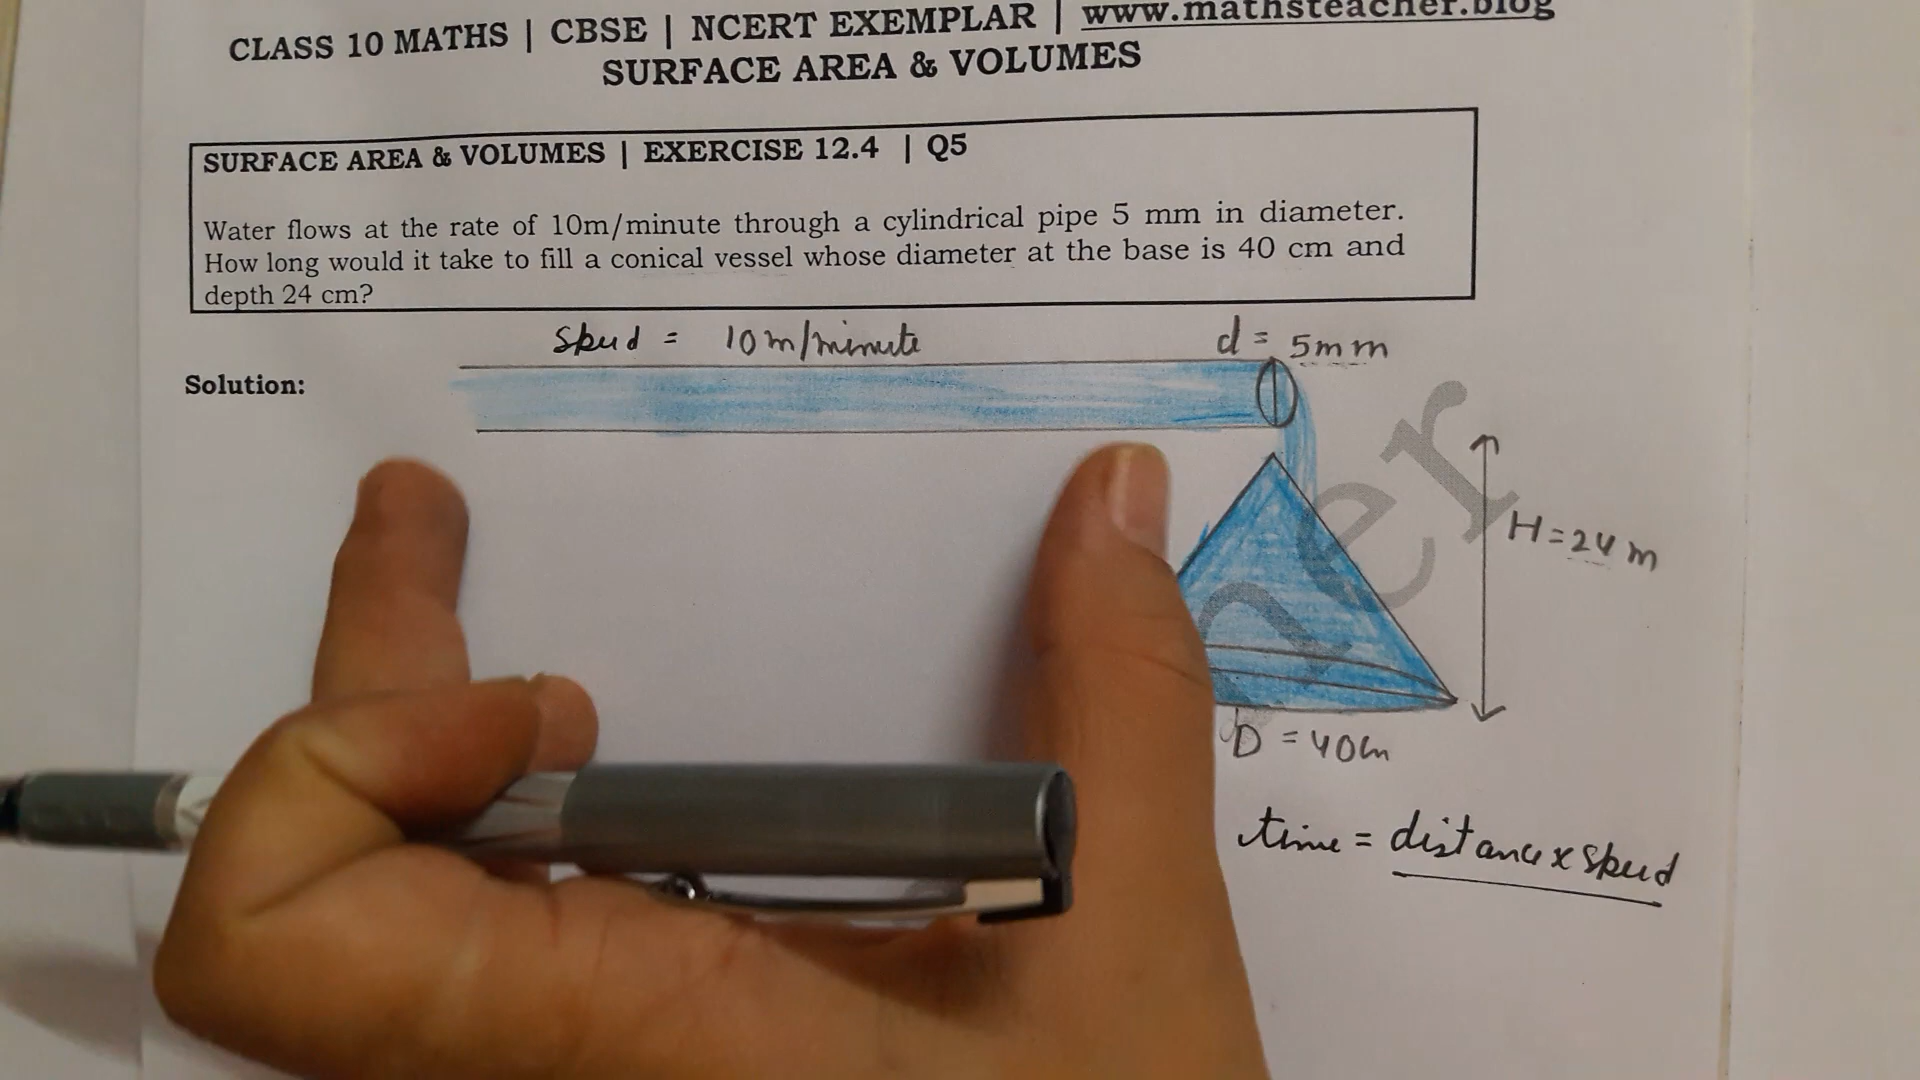 CLASS 10 MATHS | CBSE | NCERT EXEMPLAR | www.mathsteacher.blog
SURFACE AREA & VOLUMES
SURFACE AREA & VOLUMES | EXERCISE 12.4 | Q5
Water flows at the rate of 10m/minute through a cylindrical pipe 5 mm in diameter.
How long would it take to fill a conical vessel whose diameter at the base is 40 cm and
depth 24 cm?
Speed = 10m/minute
d = 5mm
Solution:
H = 24 m
D = 40cm
time = distance x speed
ner